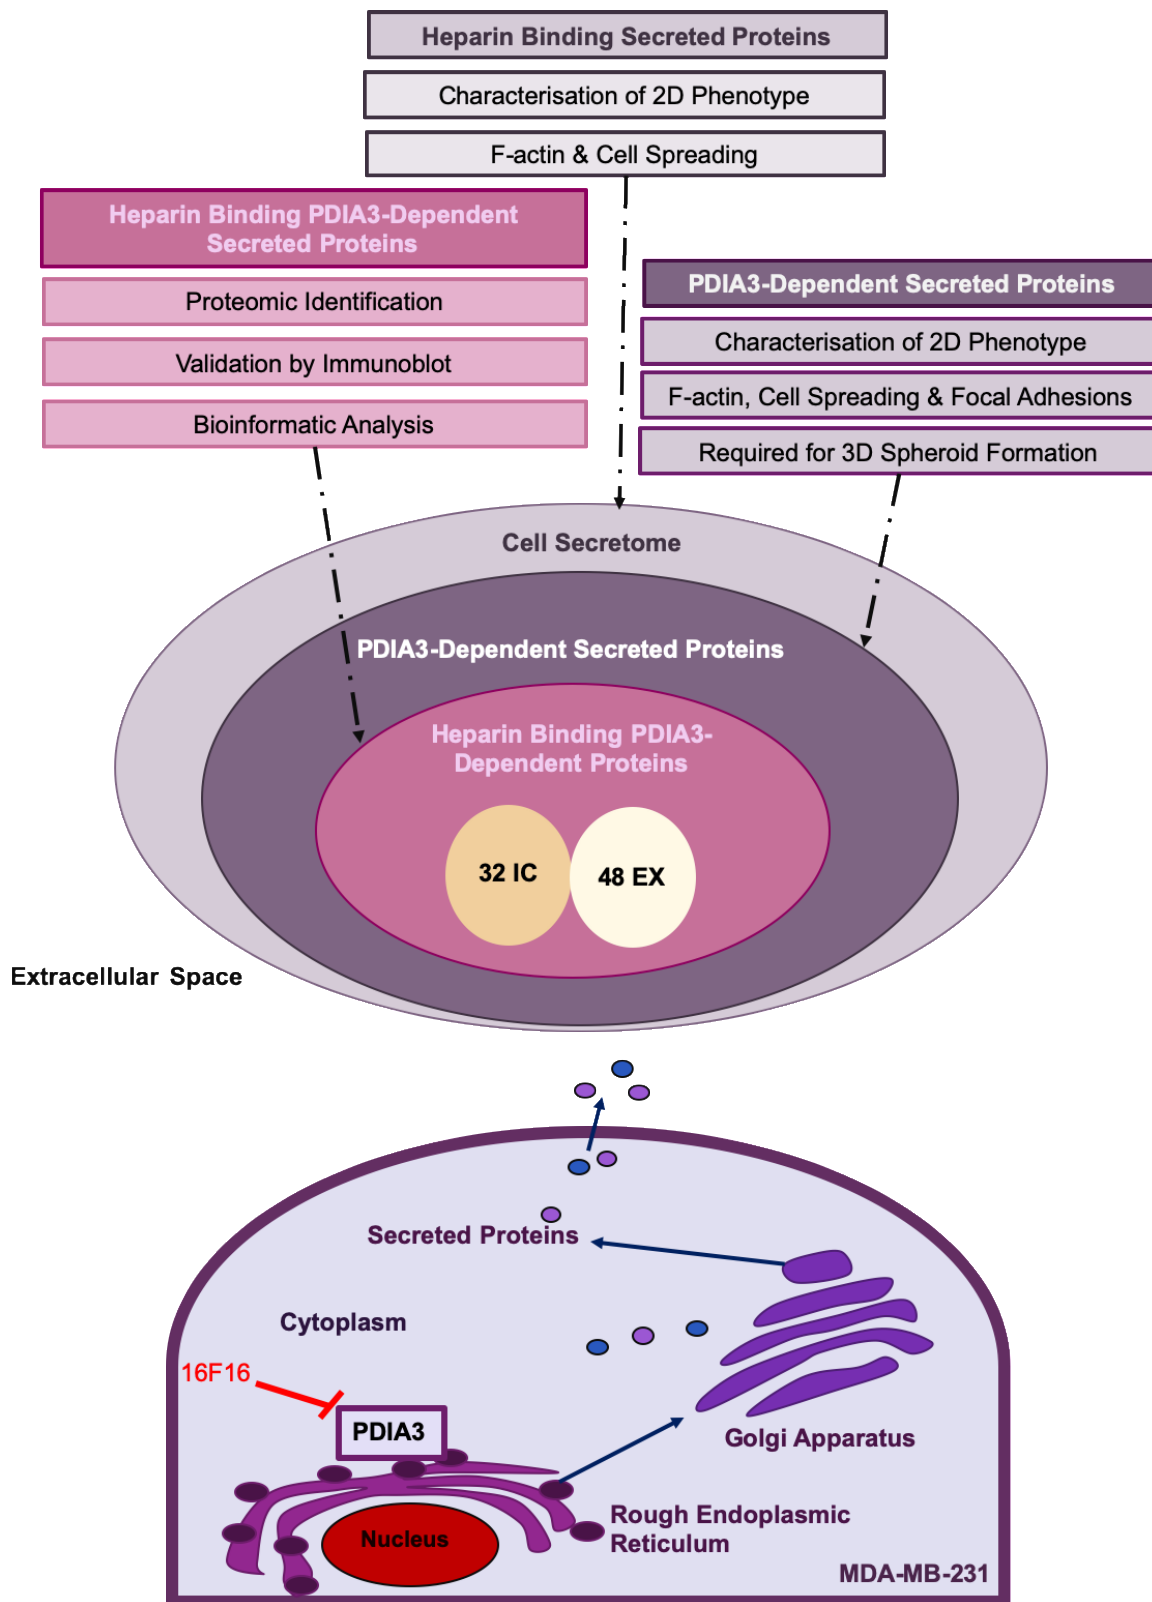 Heparin Binding Secreted Proteins
Characterisation of 2D Phenotype
F-actin & Cell Spreading
Heparin Binding PDIA3-Dependent
Secreted Proteins
Proteomic Identification
Validation by Immunoblot
Bioinformatic Analysis
PDIA3-Dependent Secreted Proteins
Characterisation of 2D Phenotype
F-actin, Cell Spreading & Focal Adhesions
Required for 3D Spheroid Formation
Cell Secretome
PDIA3-Dependent Secreted Proteins
Heparin Binding PDIA3-
Dependent Proteins
32 IC
48 EX
Extracellular Space
Secreted Proteins
Cytoplasm
16F16
PDIA3
Golgi Apparatus
Rough Endoplasmic
Reticulum
Nucleus
MDA-MB-231